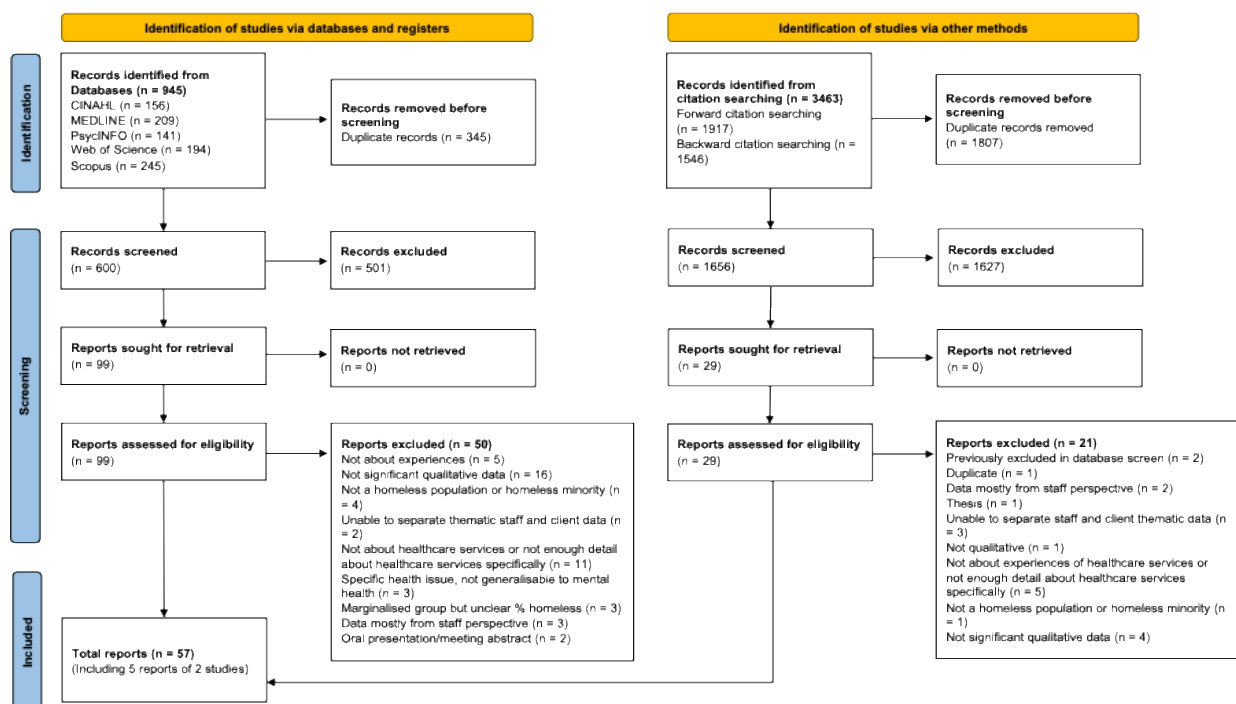 Identification of studies via databases and registers
Identification of studies via other methods
Identification
Records identified from
Databases (n = 945)
CINAHL (n = 156)
MEDLINE (n = 209)
PsycINFO (n = 141)
Web of Science (n = 194)
Scopus (n = 245)
Records removed before
screening
Duplicate records (n = 345)
Records identified from
citation searching (n = 3463)
Forward citation searching
(n = 1917)
Backward citation searching (n =
1546)
Records removed before
screening
Duplicate records removed
(n = 1807)
Screening
Records screened
(n = 600)
Records excluded
(n = 501)
Records screened
(n = 1656)
Records excluded
(n = 1627)
Reports sought for retrieval
(n = 99)
Reports not retrieved
(n = 0)
Reports sought for retrieval
(n = 29)
Reports not retrieved
(n = 0)
Reports assessed for eligibility
(n = 99)
Reports excluded (n = 50)
Not about experiences (n = 5)
Not significant qualitative data (n = 16)
Not a homeless population or homeless minority (n
= 4)
Unable to separate thematic staff and client data (n
= 2)
Not about healthcare services or not enough detail
about healthcare services specifically (n = 11)
Specific health issue, not generalisable to mental
health (n = 3)
Marginalised group but unclear % homeless (n = 3)
Data mostly from staff perspective (n = 3)
Oral presentation/meeting abstract (n = 2)
Reports assessed for eligibility
(n = 29)
Reports excluded (n = 21)
Previously excluded in database screen (n = 2)
Duplicate (n = 1)
Data mostly from staff perspective (n = 2)
Thesis (n = 1)
Unable to separate staff and client thematic data (n
= 3)
Not qualitative (n = 1)
Not about experiences of healthcare services or
not enough detail about healthcare services
specifically (n = 5)
Not a homeless population or homeless minority (n
= 1)
Not significant qualitative data (n = 4)
Included
Total reports (n = 57)
(Including 5 reports of 2 studies)